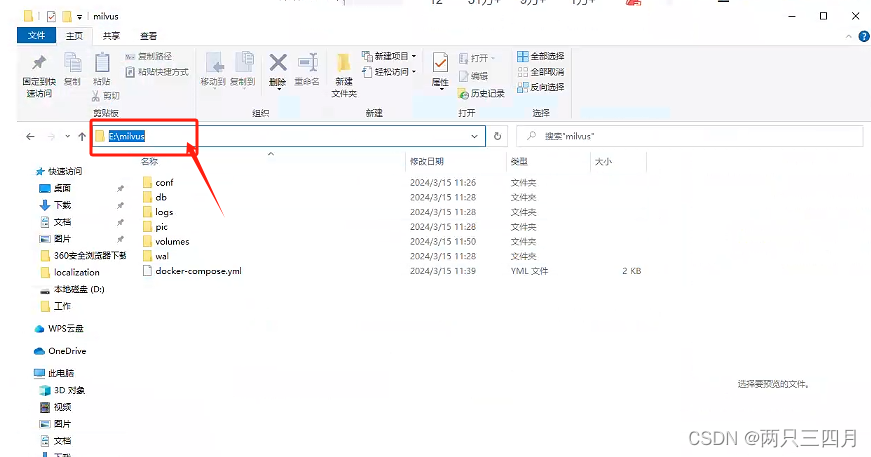 milvus
文件 主页 共享 查看
固定到快速访问
复制
粘贴
复制路径
粘贴快捷方式
剪切
移动到 复制到 删除 重命名
新建文件夹
新建项目
轻松访问
属性
打开
编辑
历史记录
全部选择
全部取消
反向选择
剪贴板 组织 新建 打开 选择
E:\milvus
搜索"milvus"
名称 修改日期 类型 大小
快速访问
桌面
下载
文档
图片
360安全浏览器下载
localization
本地磁盘 (D:)
工作
WPS云盘
OneDrive
此电脑
3D 对象
视频
图片
文档
conf 2024/3/15 11:26 文件夹
db 2024/3/15 11:28 文件夹
logs 2024/3/15 11:28 文件夹
pic 2024/3/15 11:28 文件夹
volumes 2024/3/15 11:50 文件夹
wal 2024/3/15 11:28 文件夹
docker-compose.yml 2024/3/15 11:39 YML 文件 2 KB
选择要预览的文件。
CSDN @两只三四月